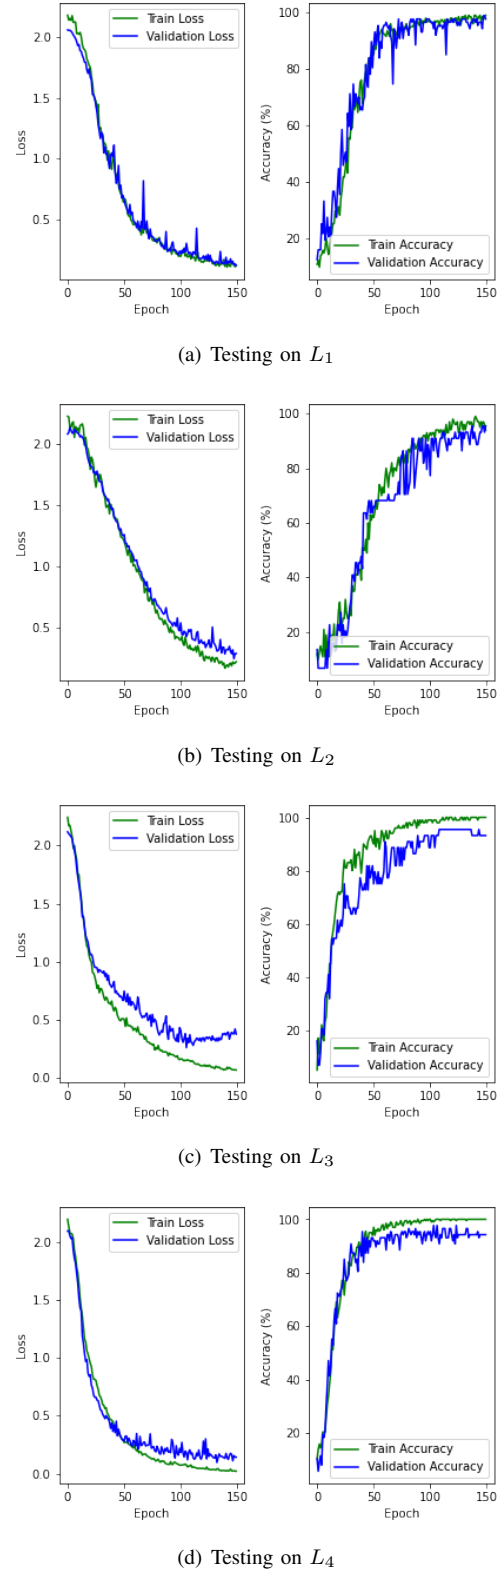 Train Loss
Validation Loss
2.0
1.5
1.0
0.5
Loss
0 50 100 150
Epoch
100
80
60
40
20
Accuracy (%)
Train Accuracy
Validation Accuracy
0 50 100 150
Epoch
(a) Testing on L1
Train Loss
Validation Loss
2.0
1.5
1.0
0.5
Loss
0 50 100 150
Epoch
100
80
60
40
20
Accuracy (%)
Train Accuracy
Validation Accuracy
0 50 100 150
Epoch
(b) Testing on L2
Train Loss
Validation Loss
2.0
1.5
1.0
0.5
0.0
Loss
0 50 100 150
Epoch
100
80
60
40
20
Accuracy (%)
Train Accuracy
Validation Accuracy
0 50 100 150
Epoch
(c) Testing on L3
Train Loss
Validation Loss
2.0
1.5
1.0
0.5
0.0
Loss
0 50 100 150
Epoch
100
80
60
40
20
Accuracy (%)
Train Accuracy
Validation Accuracy
0 50 100 150
Epoch
(d) Testing on L4